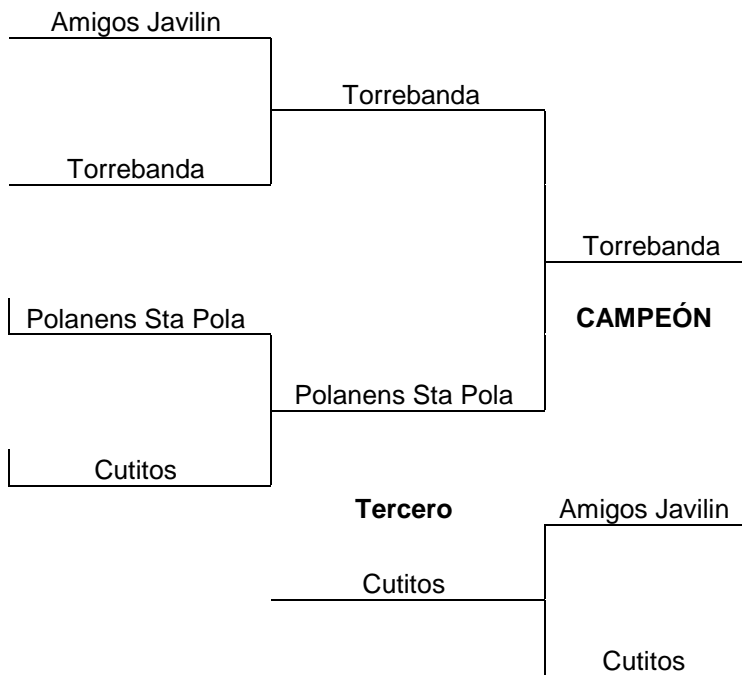 Amigos Javilin
Torrebanda
Torrebanda
Torrebanda
Polanens Sta Pola
CAMPEÓN
Polanens Sta Pola
Cutitos
Tercero
Amigos Javilin
Cutitos
Cutitos